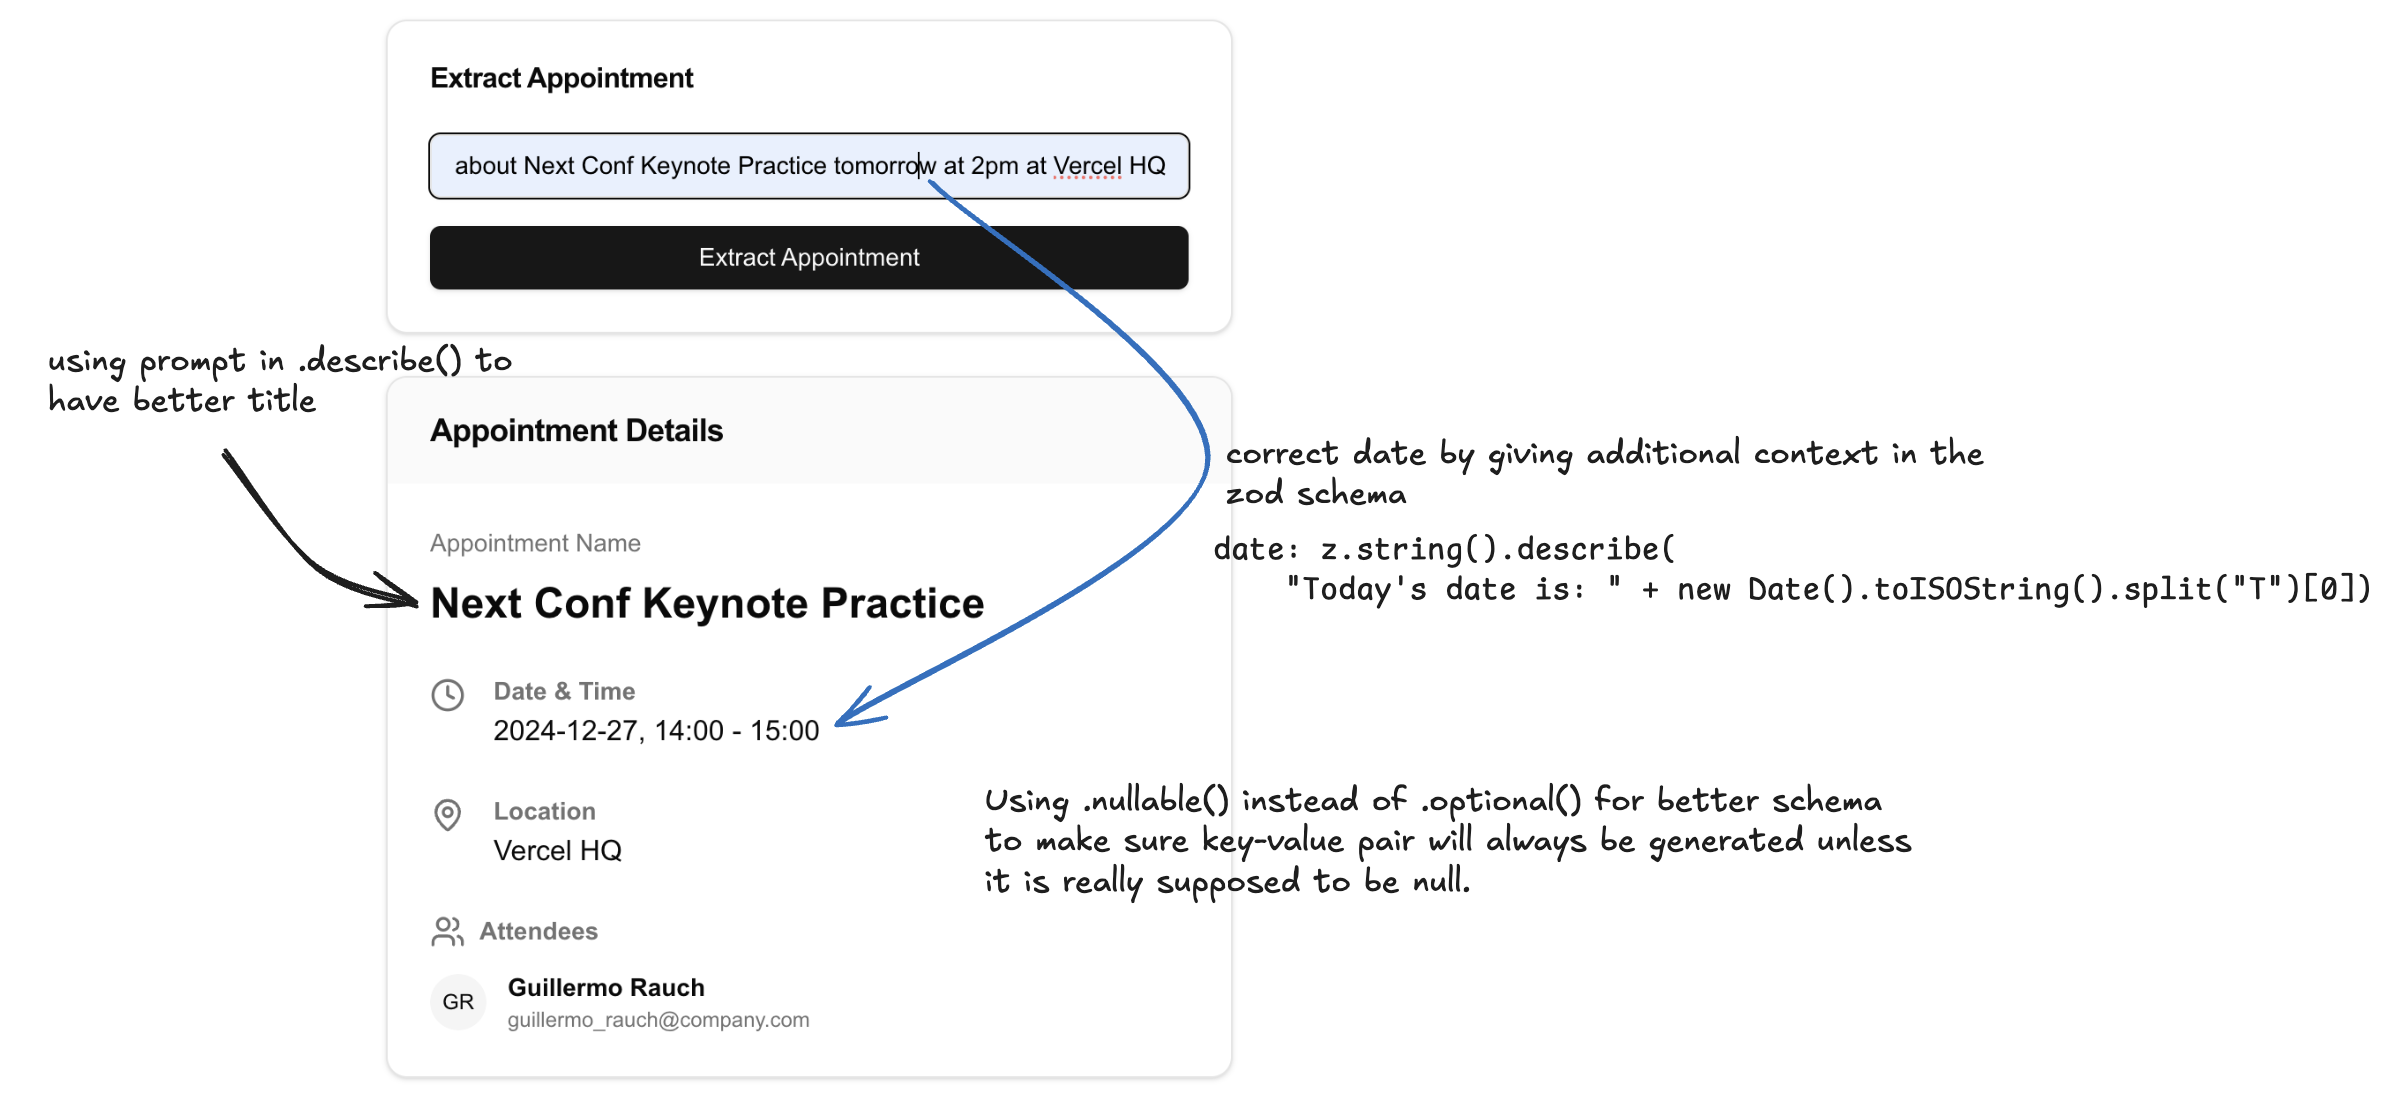 Extract Appointment
about Next Conf Keynote Practice tomorrow at 2pm at Vercel HQ
Extract Appointment
using prompt in .describe() to
have better title
Appointment Details
correct date by giving additional context in the
zod schema
date: z.string().describe(
"Today's date is: " + new Date().toISOString().split("T")[0])
Appointment Name
Next Conf Keynote Practice
Date & Time
2024-12-27, 14:00 - 15:00
Location
Vercel HQ
Using .nullable() instead of .optional() for better schema
to make sure key-value pair will always be generated unless
it is really supposed to be null.
Attendees
GR
Guillermo Rauch
guillermo_rauch@company.com